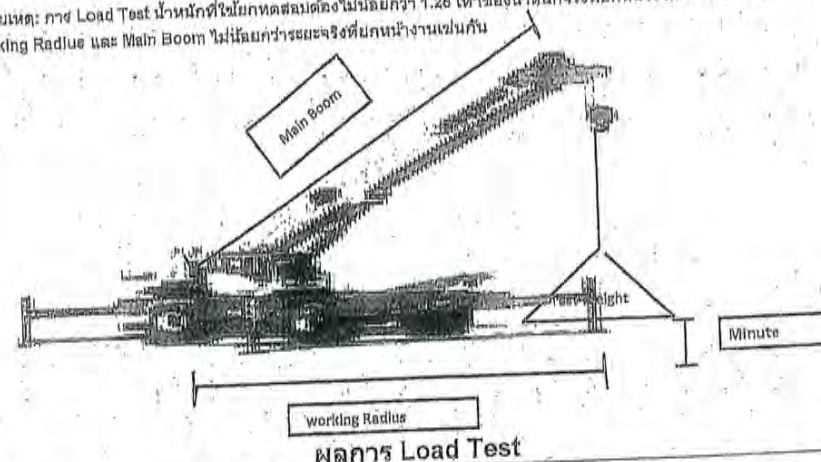 ยเหตุ: การ Load Test น้ำหนักที่ใช้ยกทดสอบต้องไม่น้อยกว่า 1.25 เท่าของน้ำหนักจริงที่ยก
king Radius และ Main Boom ไม่น้อยกว่าระยะจริงที่ยกหน้างานเช่นกัน
Main Boom
Test Weight
Minute
working Radius
ผลการ Load Test